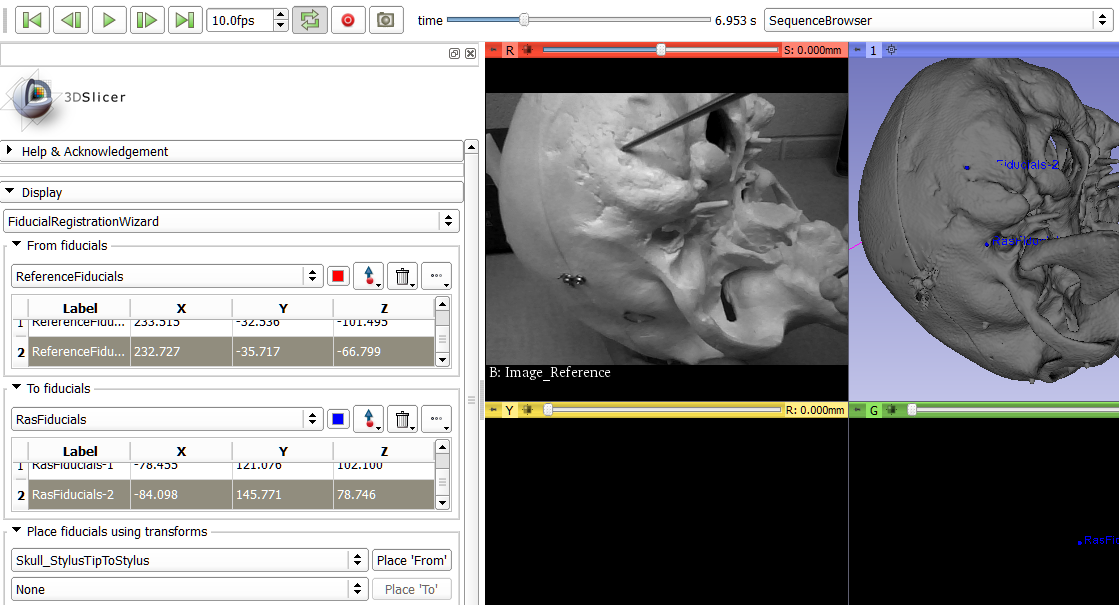 10.0fps
time
6.953 s
SequenceBrowser
R
S: 0.000mm
1
3DSlicer
Help & Acknowledgement
Display
FiducialRegistrationWizard
From fiducials
ReferenceFiducials
...
Label X Y Z
1 ReferenceFidu... 233.515 -32.536 -101.495
2 ReferenceFidu... 232.727 -35.717 -66.799
To fiducials
RasFiducials
...
Label X Y Z
1 RasFiducials-1 -78.455 121.076 102.100
2 RasFiducials-2 -84.098 145.771 78.746
Place fiducials using transforms
Skull_StylusTipToStylus
Place 'From'
None
Place 'To'
B: Image_Reference
Fiducials-2
RasFidu
Y
R: 0.000mm
G
RasFi